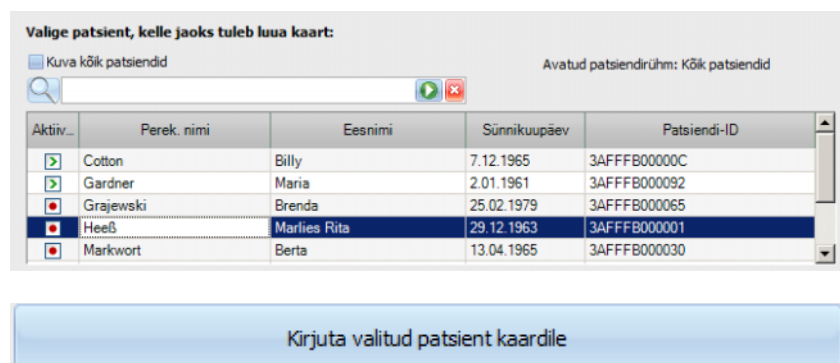 Valige patsient, kelle jaoks tuleb luua kaart:
Kuva kõik patsiendid
Avatud patsiendirühm: Kõik patsiendid
Aktiiv... Perek. nimi Eesnimi Sünnikuupäev Patsiendi-ID
Cotton Billy 7.12.1965 3AFFFB00000C
Gardner Maria 2.01.1961 3AFFFB000092
Grajewski Brenda 25.02.1979 3AFFFB000065
Heeß Marlies Rita 29.12.1963 3AFFFB000001
Markwort Berta 13.04.1965 3AFFFB000030
Kirjuta valitud patsient kaardile